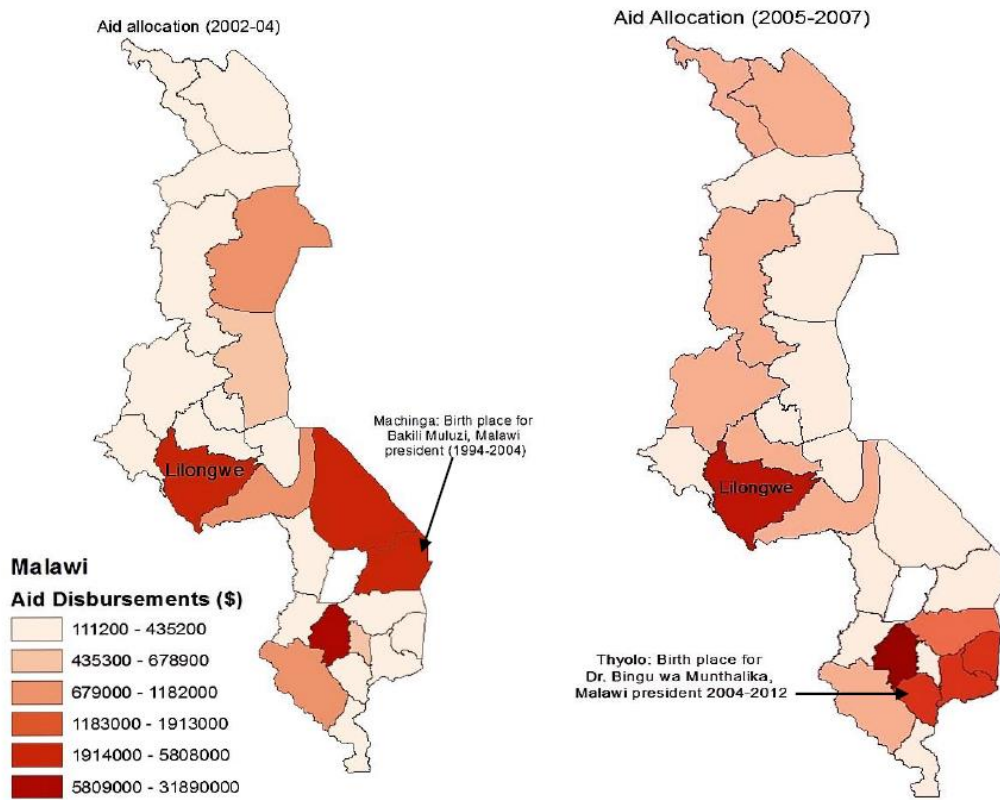 Aid allocation (2002-04)
Aid Allocation (2005-2007)
Machinga: Birth place for
Bakili Muluzi, Malawi
president (1994-2004)
Lilongwe
Lilongwe
Malawi
Aid Disbursements ($)
111200 - 435200
435300 - 678900
679000 - 1182000
1183000 - 1913000
1914000 - 5808000
5809000 - 31890000
Thyolo: Birth place for
Dr. Bingu wa Munthalika,
Malawi president 2004-2012